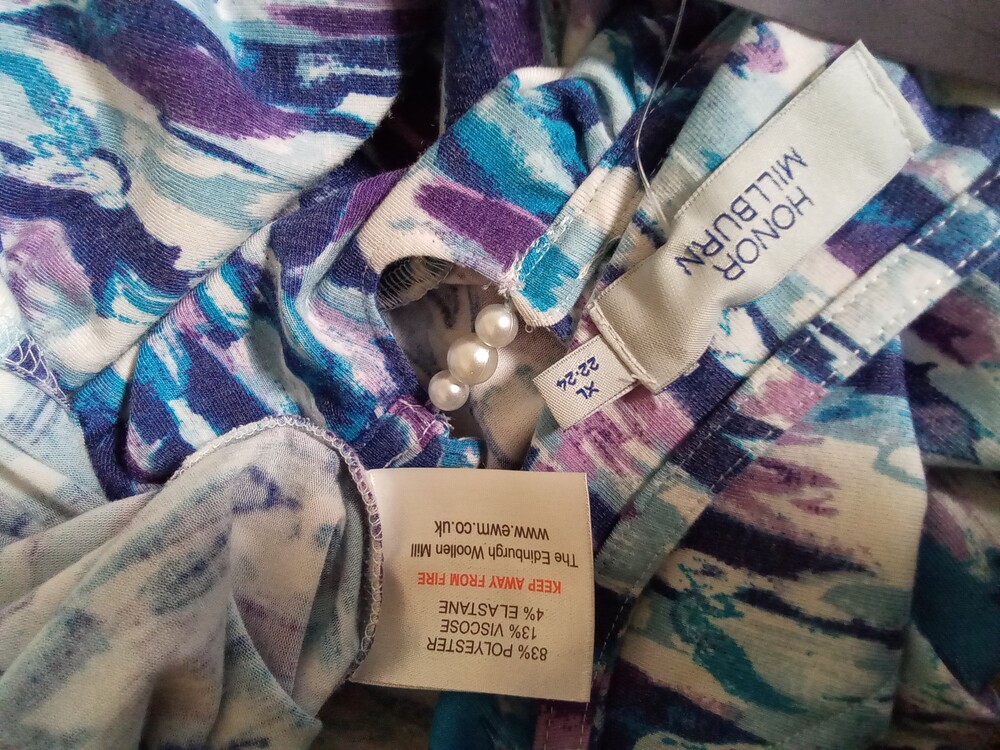 HONOR
MILLBURN
XL
22-24
83% POLYESTER
13% VISCOSE
4% ELASTANE
KEEP AWAY FROM FIRE
The Edinburgh Woollen Mill
www.ewm.co.uk